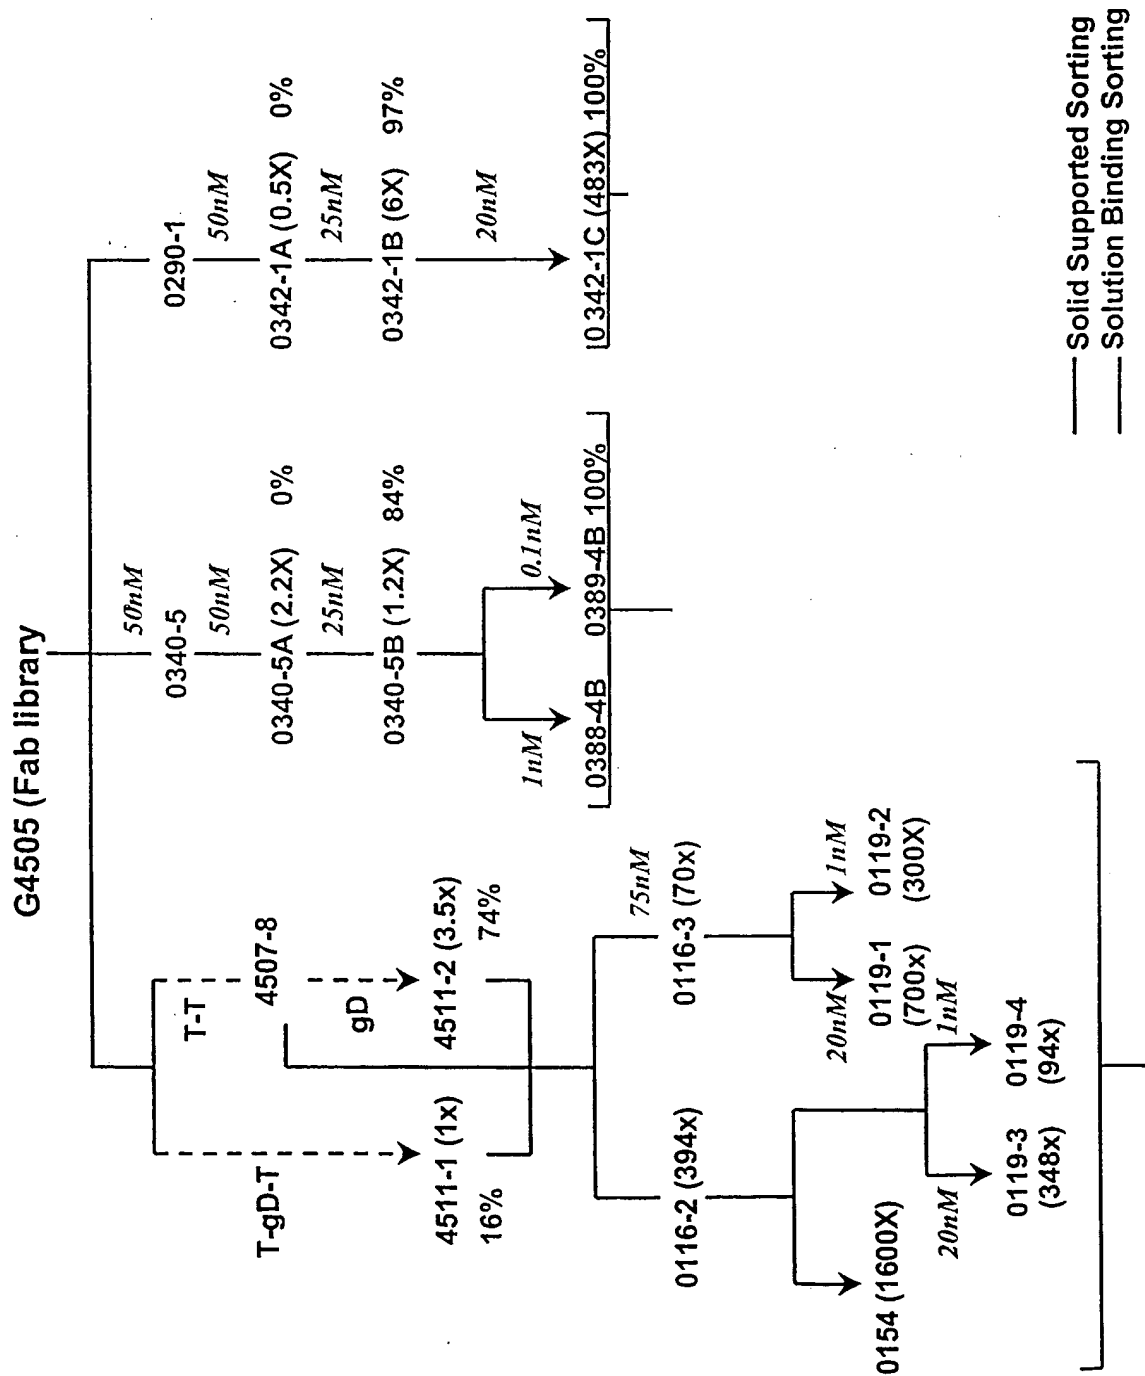 G4505 (Fab library
T-gD-T
T-T
4507-8
gD
4511-1 (1x)
16%
4511-2 (3.5x)
74%
0116-2 (394x)
75nM
0116-3 (70x)
0154 (1600X)
20nM
1nM
0119-3
(348x)
0119-4
(94x)
20nM
1nM
0119-1
(700x)
0119-2
(300X)
50nM
0340-5
50nM
0340-5A (2.2X) 0%
25nM
0340-5B (1.2X) 84%
1nM
0.1nM
0388-4B 0389-4B 100%
0290-1
50nM
0342-1A (0.5X) 0%
25nM
0342-1B (6X) 97%
20nM
0342-1C (483X) 100%
Solid Supported Sorting
Solution Binding Sorting